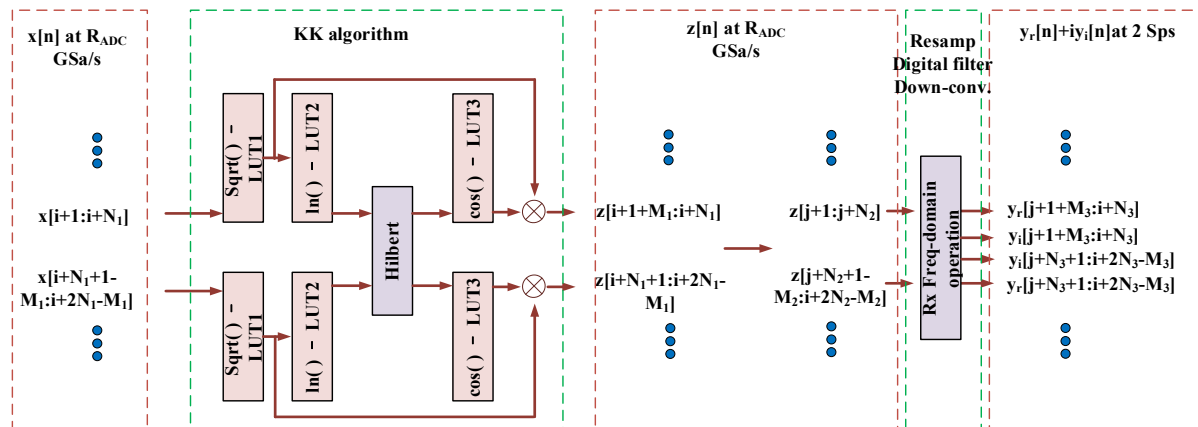 x[n] at R_ADC
GSa/s
KK algorithm
z[n] at R_ADC
GSa/s
Resamp
Digital filter
Down-conv.
y_r[n]+iy_i[n]at 2 Sps
x[i+1:i+N_1]
x[i+N_1+1-
M_1:i+2N_1-M_1]
Sqrt() –
LUT1
ln() – LUT2
Hilbert
cos() – LUT3
Sqrt() –
LUT1
ln() – LUT2
cos() – LUT3
z[i+1+M_1:i+N_1]
z[i+N_1+1:i+2N_1-
M_1]
z[j+1:j+N_2]
z[j+N_2+1-
M_2:i+2N_2-M_2]
Rx Freq-domain
operation
y_r[j+1+M_3:i+N_3]
y_i[j+1+M_3:i+N_3]
y_i[j+N_3+1:i+2N_3-M_3]
y_r[j+N_3+1:i+2N_3-M_3]